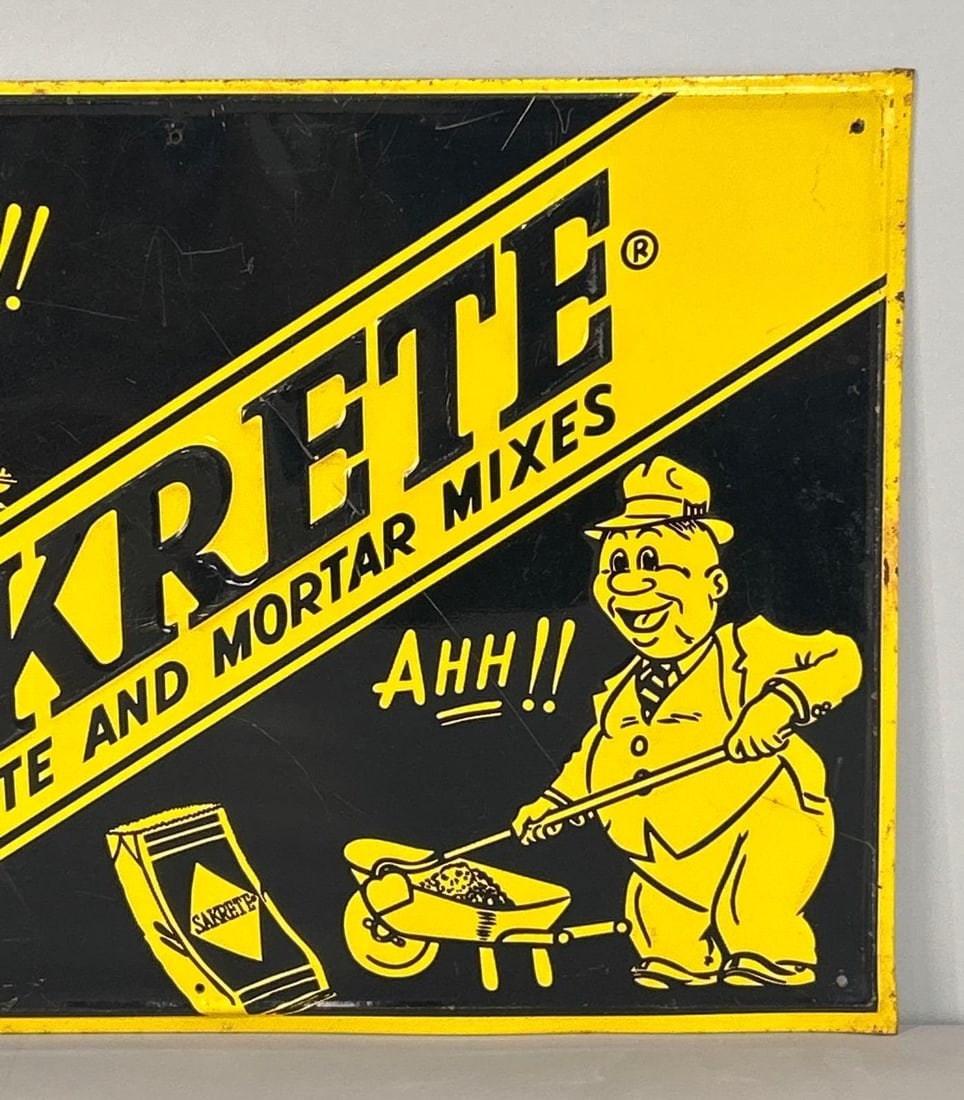 !!
KRETE®
TE AND MORTAR MIXES
AHH!!
SAKRETE